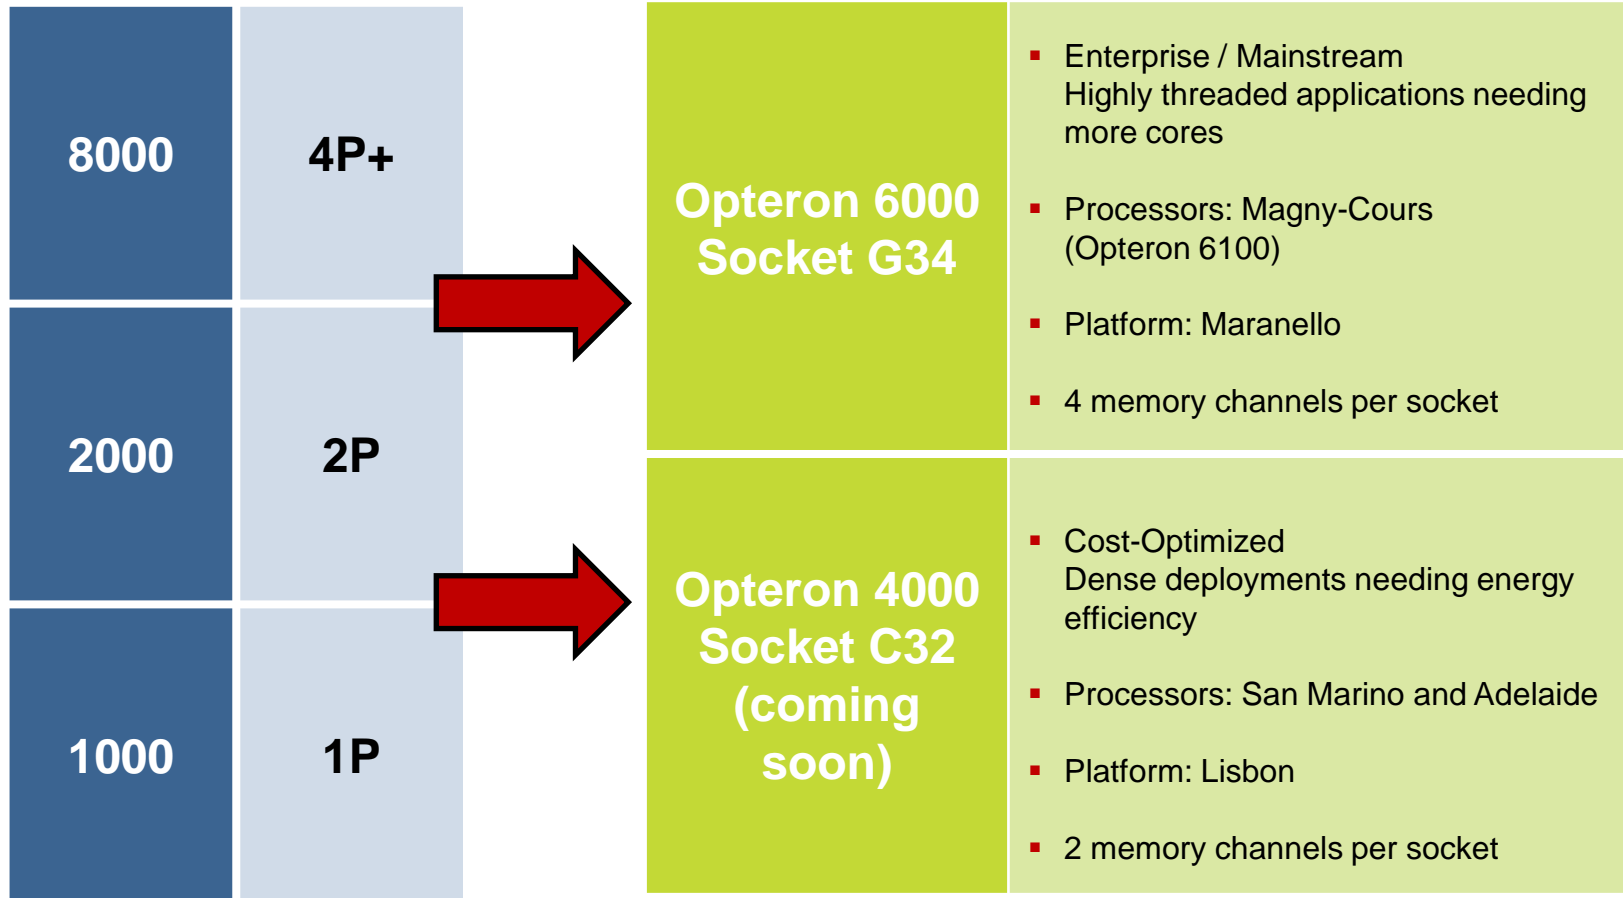 8000
4P+
2000
2P
1000
1P
Opteron 6000
Socket G34
Enterprise / Mainstream
Highly threaded applications needing
more cores
Processors: Magny-Cours
(Opteron 6100)
Platform: Maranello
4 memory channels per socket
Opteron 4000
Socket C32
(coming
soon)
Cost-Optimized
Dense deployments needing energy
efficiency
Processors: San Marino and Adelaide
Platform: Lisbon
2 memory channels per socket